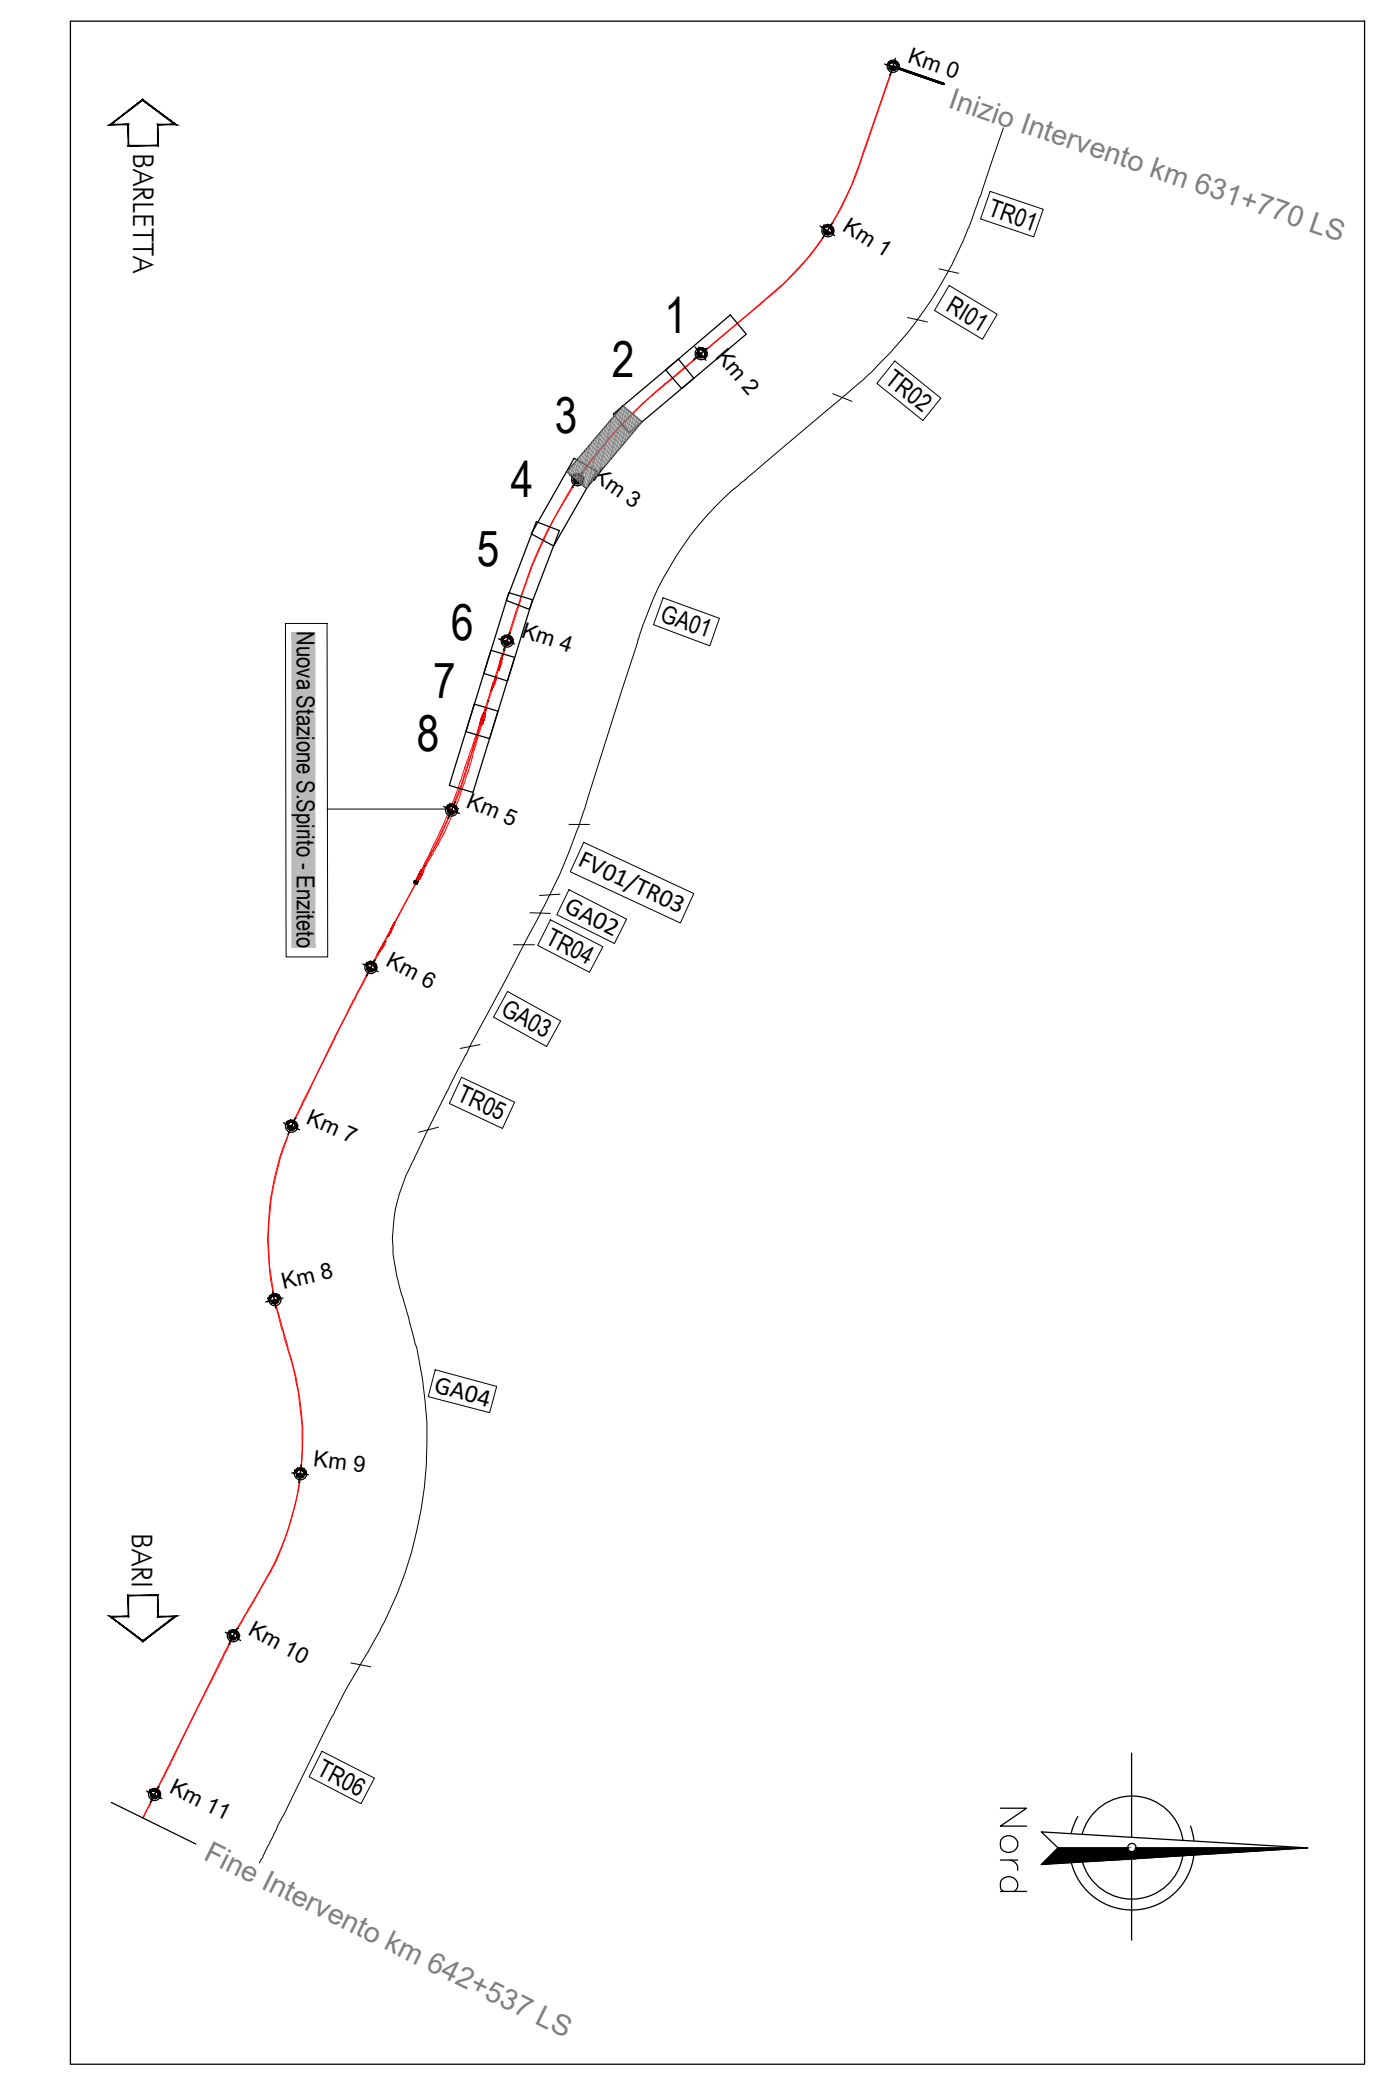 Km 0
Inizio Intervento km 631+770 LS
BARLETTA
TR01
Km 1
RI01
1
Km 2
2
TR02
3
Km 3
4
5
GA01
6
Km 4
Nuova Stazione S.Spirito - Enziteto
7
8
Km 5
FV01/TR03
GA02
TR04
Km 6
GA03
TR05
Km 7
Km 8
GA04
Km 9
BARI
Km 10
TR06
Km 11
Nord
Fine Intervento km 642+537 LS